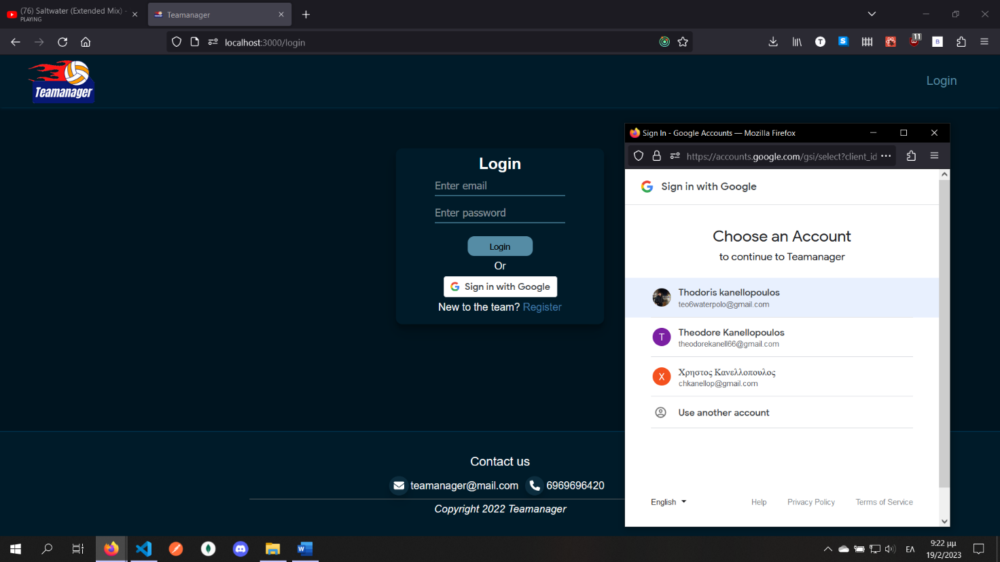 (76) Saltwater (Extended Mix) -
PLAYING
Teamanager
localhost:3000/login
11
T
S
B
Teamanager
Login
Login
Enter email
Enter password
Login
Or
Sign in with Google
New to the team? Register
Sign In - Google Accounts — Mozilla Firefox
https://accounts.google.com/gsi/select?client_id
Sign in with Google
Choose an Account
to continue to Teamanager
Thodoris kanellopoulos
teo6waterpolo@gmail.com
T
Theodore Kanellopoulos
theodorekanell66@gmail.com
Χ
Χρηστος Κανελλοπουλος
chkanellop@gmail.com
Use another account
English
Help
Privacy Policy
Terms of Service
Contact us
teamanager@mail.com
6969696420
Copyright 2022 Teamanager
ΕΛ
9:22 μμ
19/2/2023